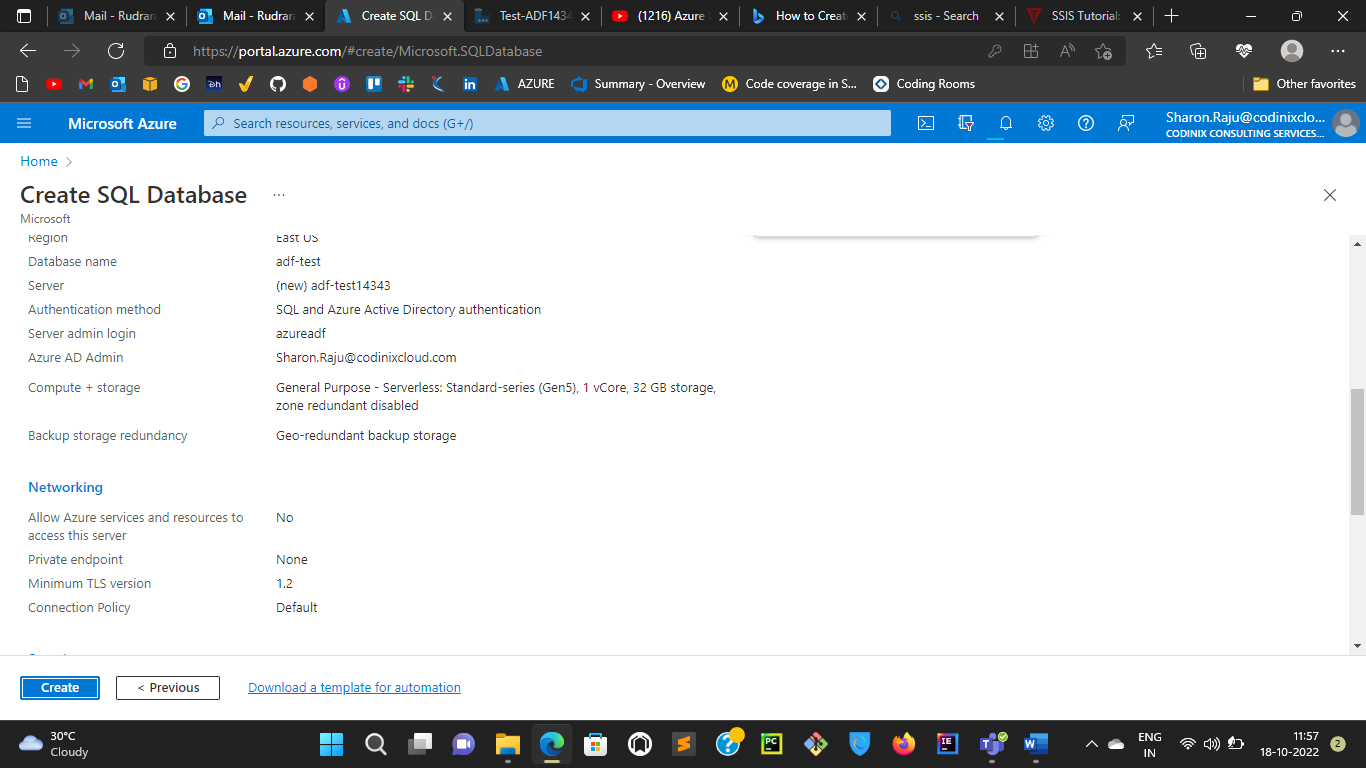 Mail - Rudrara
Mail - Rudrara
Create SQL D
Test-ADF1434
(1216) Azure
How to Creat
ssis - Search
SSIS Tutorial:
https://portal.azure.com/#create/Microsoft.SQLDatabase
AZURE
Summary - Overview
Code coverage in S...
Coding Rooms
Other favorites
Microsoft Azure
Search resources, services, and docs (G+/)
Sharon.Raju@codinixclo...
CODINIX CONSULTING SERVICES...
Home
Create SQL Database
...
Microsoft
Region East US
Database name adf-test
Server (new) adf-test14343
Authentication method SQL and Azure Active Directory authentication
Server admin login azureadf
Azure AD Admin Sharon.Raju@codinixcloud.com
Compute + storage General Purpose - Serverless: Standard-series (Gen5), 1 vCore, 32 GB storage,
zone redundant disabled
Backup storage redundancy Geo-redundant backup storage
Networking
Allow Azure services and resources to No
access this server
Private endpoint None
Minimum TLS version 1.2
Connection Policy Default
Create
< Previous
Download a template for automation
30°C
Cloudy
ENG
IN
11:57
18-10-2022
2